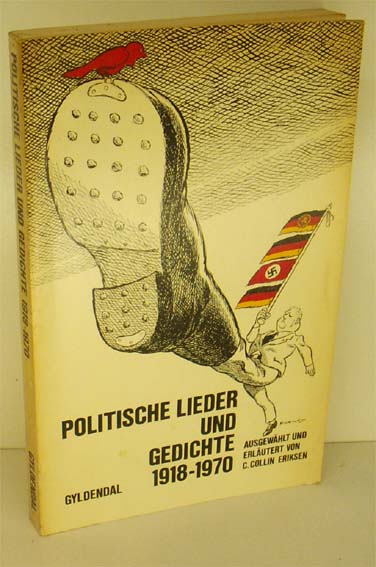 POLITISCHE LIEDER
UND
GEDICHTE
1918-1970
AUSGEWÄHLT UND
ERLÄUTERT VON
C. COLLIN ERIKSEN
GYLDENDAL
POLITISCHE LIEDER UND GEDICHTE 1918-1970
GYLDENDAL